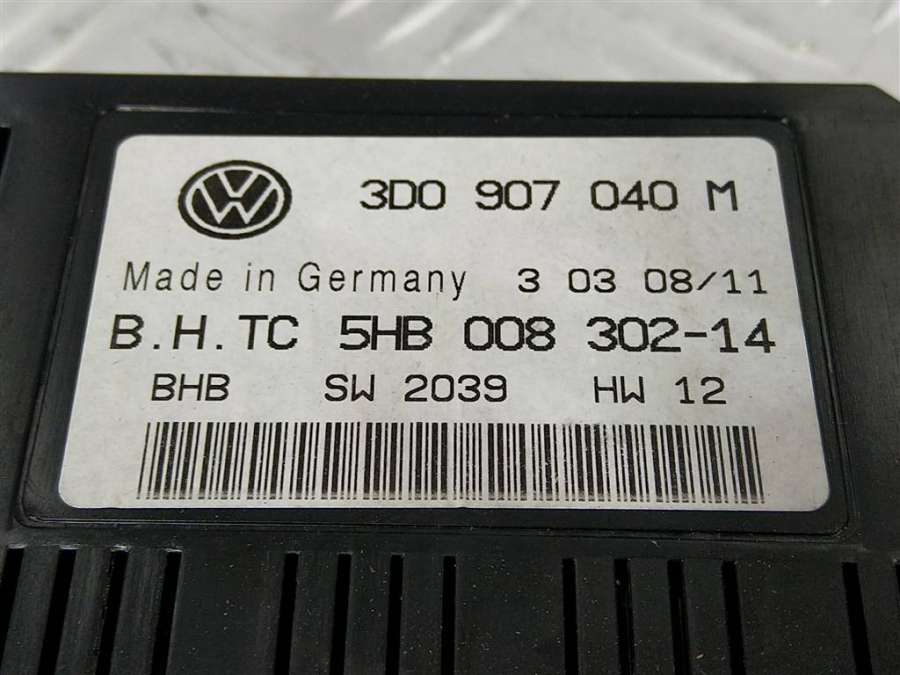 3D0 907 040 M
Made in Germany 3 03 08/11
B.H.TC 5HB 008 302-14
BHB SW 2039 HW 12